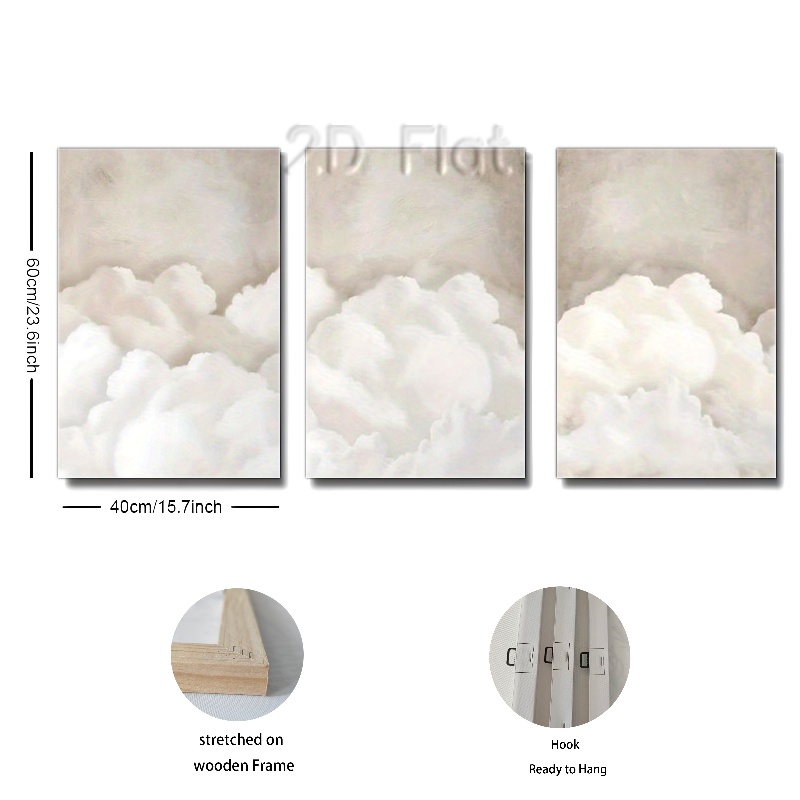 2D Flat
60cm/23.6inch
40cm/15.7inch
stretched on
wooden Frame
Hook
Ready to Hang